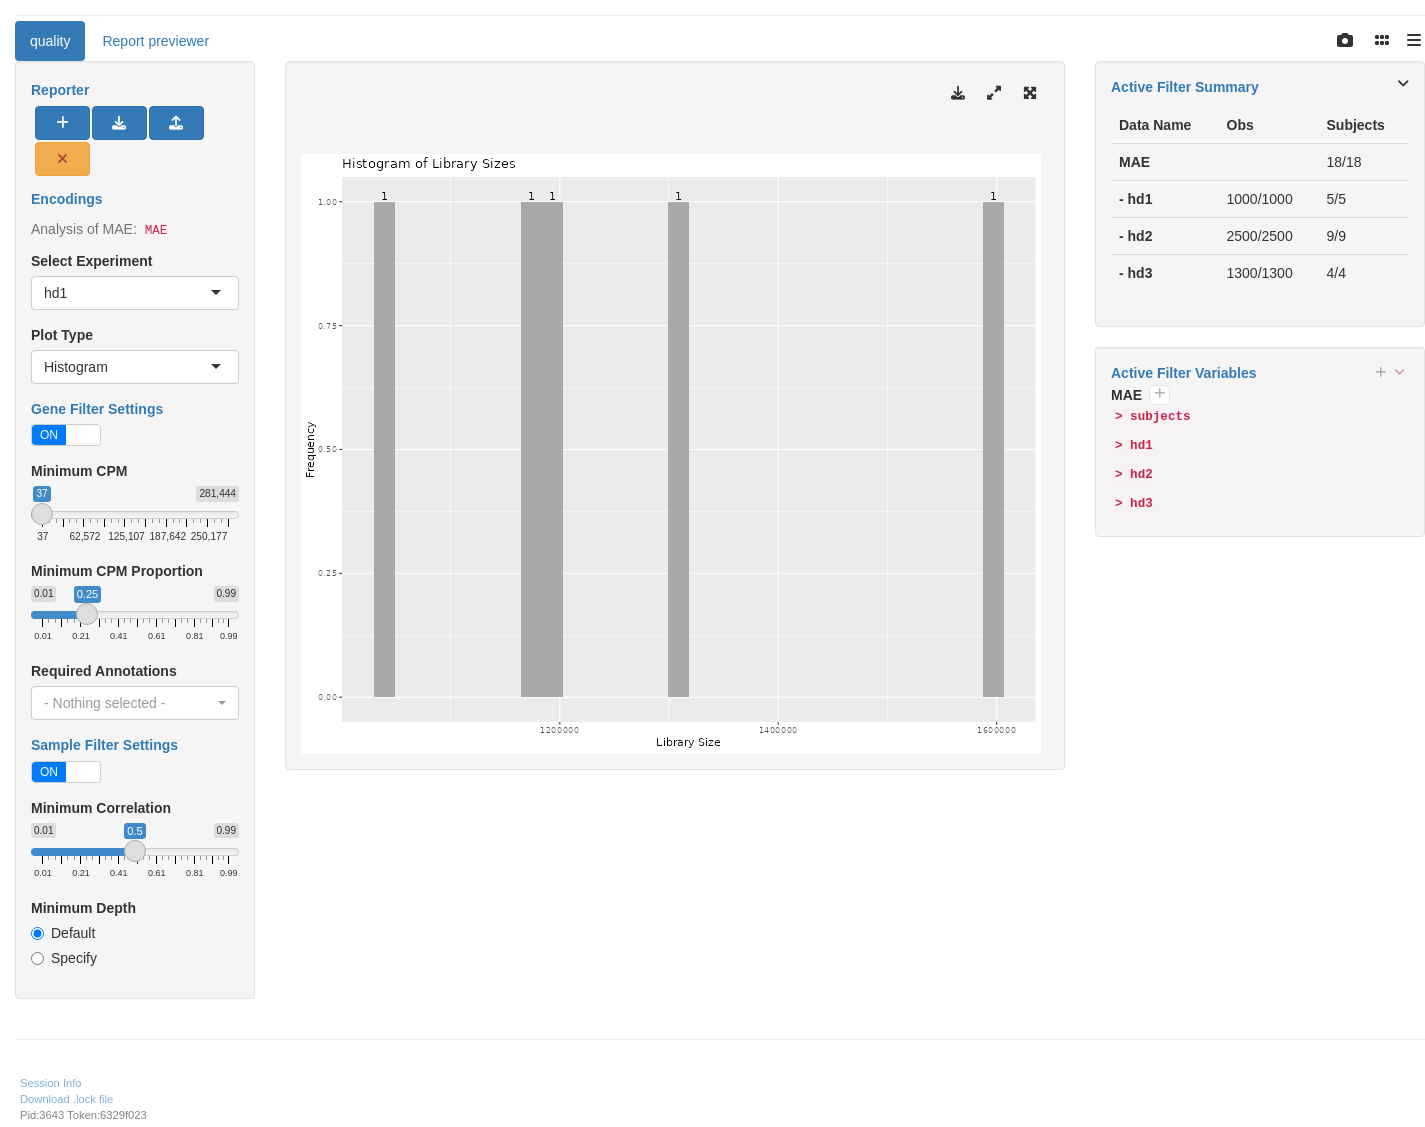 quality Report previewer
Reporter
Encodings
Analysis of MAE: MAE
Select Experiment
hd1
Plot Type
Histogram
Gene Filter Settings
ON
Minimum CPM
37 281,444
37 62,572 125,107 187,642 250,177
Minimum CPM Proportion
0.01 0.25 0.99
0.01 0.21 0.41 0.61 0.81 0.99
Required Annotations
- Nothing selected -
Sample Filter Settings
ON
Minimum Correlation
0.01 0.5 0.99
0.01 0.21 0.41 0.61 0.81 0.99
Minimum Depth
Default
Specify
Histogram of Library Sizes
1 1 1 1 1
1.00
0.75
0.50
0.25
0.00
Frequency
1200000 1400000 1600000
Library Size
Active Filter Summary
Data Name Obs Subjects
MAE 18/18
- hd1 1000/1000 5/5
- hd2 2500/2500 9/9
- hd3 1300/1300 4/4
Active Filter Variables
MAE
> subjects
> hd1
> hd2
> hd3
Session Info
Download .lock file
Pid:3643 Token:6329f023